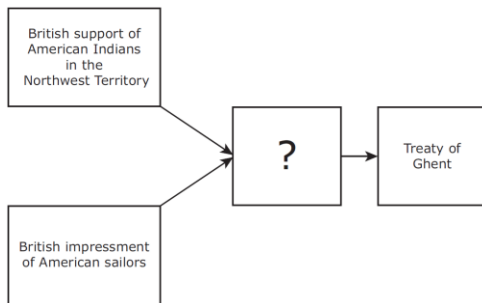 British support of
American Indians
in the
Northwest Territory
?
Treaty of
Ghent
British impressment
of American sailors